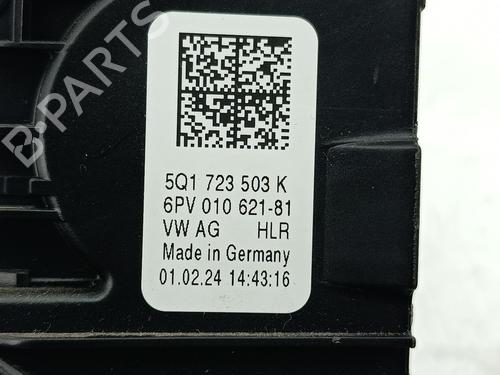 B-PARTS
5Q1 723 503 K
6PV 010 621-81
VW AG HLR
Made in Germany
01.02.24 14:43:16